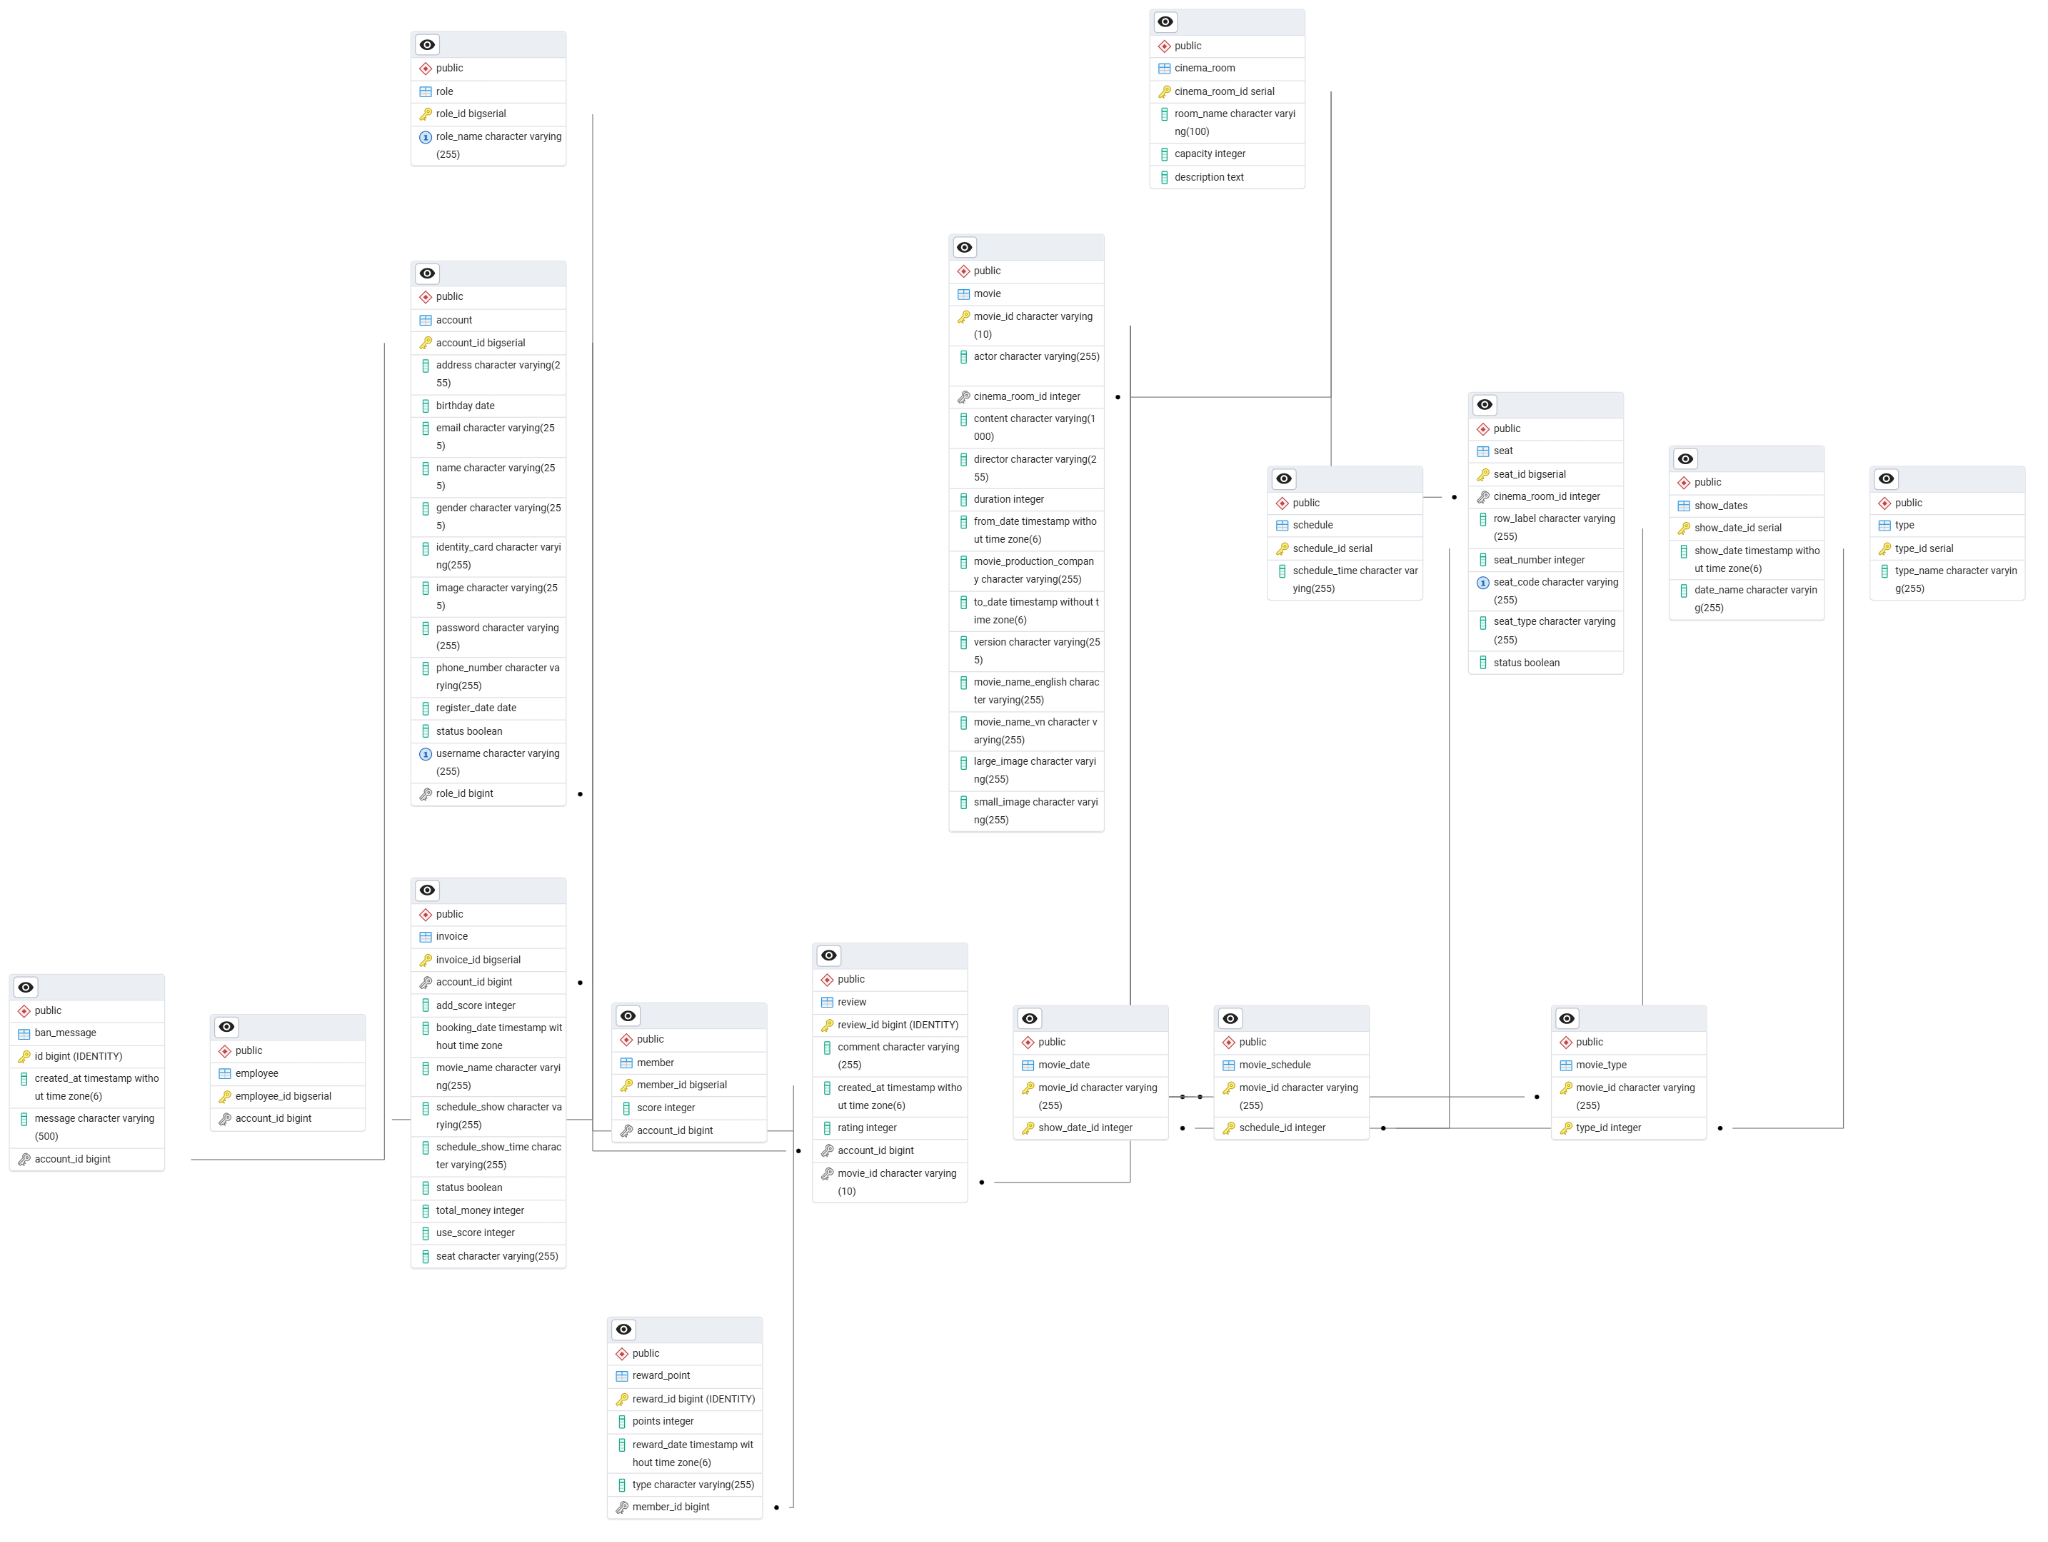 public
role
role_id bigserial
role_name character varying
(255)
public
cinema_room
cinema_room_id serial
room_name character varyi
ng(100)
capacity integer
description text
public
account
account_id bigserial
address character varying(2
55)
birthday date
email character varying(25
5)
name character varying(25
5)
gender character varying(25
5)
identity_card character varyi
ng(255)
image character varying(25
5)
password character varying
(255)
phone_number character va
rying(255)
register_date date
status boolean
username character varying
(255)
role_id bigint
public
movie
movie_id character varying
(10)
actor character varying(255)
cinema_room_id integer
content character varying(1
000)
director character varying(2
55)
duration integer
from_date timestamp witho
ut time zone(6)
movie_production_compan
y character varying(255)
to_date timestamp without t
ime zone(6)
version character varying(25
5)
movie_name_english charac
ter varying(255)
movie_name_vn character v
arying(255)
large_image character varyi
ng(255)
small_image character varyi
ng(255)
public
schedule
schedule_id serial
schedule_time character var
ying(255)
public
seat
seat_id bigserial
cinema_room_id integer
row_label character varying
(255)
seat_number integer
seat_code character varying
(255)
seat_type character varying
(255)
status boolean
public
show_dates
show_date_id serial
show_date timestamp witho
ut time zone(6)
date_name character varyin
g(255)
public
type
type_id serial
type_name character varyin
g(255)
public
ban_message
id bigint (IDENTITY)
created_at timestamp witho
ut time zone(6)
message character varying
(500)
account_id bigint
public
employee
employee_id bigserial
account_id bigint
public
invoice
invoice_id bigserial
account_id bigint
add_score integer
booking_date timestamp wit
hout time zone
movie_name character varyi
ng(255)
schedule_show character va
rying(255)
schedule_show_time charac
ter varying(255)
status boolean
total_money integer
use_score integer
seat character varying(255)
public
member
member_id bigserial
score integer
account_id bigint
public
review
review_id bigint (IDENTITY)
comment character varying
(255)
created_at timestamp witho
ut time zone(6)
rating integer
account_id bigint
movie_id character varying
(10)
public
movie_date
movie_id character varying
(255)
show_date_id integer
public
movie_schedule
movie_id character varying
(255)
schedule_id integer
public
movie_type
movie_id character varying
(255)
type_id integer
public
reward_point
reward_id bigint (IDENTITY)
points integer
reward_date timestamp wit
hout time zone(6)
type character varying(255)
member_id bigint